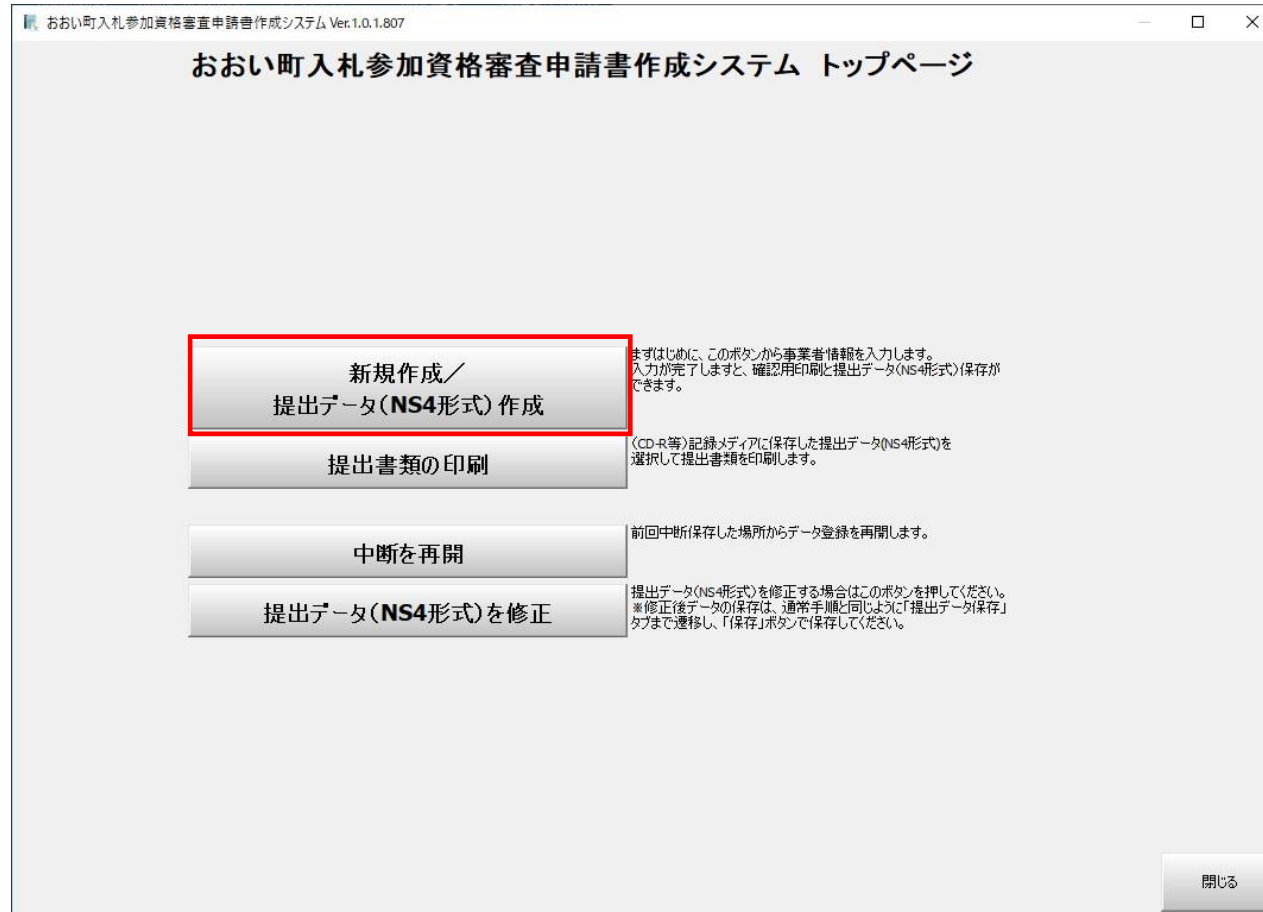 おおい町入札参加資格審査申請書作成システム Ver.1.0.1.807
おおい町入札参加資格審査申請書作成システム トップページ
新規作成／
提出データ(NS4形式)作成
まずはじめに、このボタンから事業者情報を入力します。
入力が完了しますと、確認用印刷と提出データ(NS4形式)保存が
できます。
提出書類の印刷
(CD-R等)記録メディアに保存した提出データ(NS4形式)を
選択して提出書類を印刷します。
中断を再開
前回中断保存した場所からデータ登録を再開します。
提出データ(NS4形式)を修正
提出データ(NS4形式)を修正する場合はこのボタンを押してください。
※修正後データの保存は、通常手順と同じように「提出データ保存」
タブまで遷移し、「保存」ボタンで保存してください。
閉じる